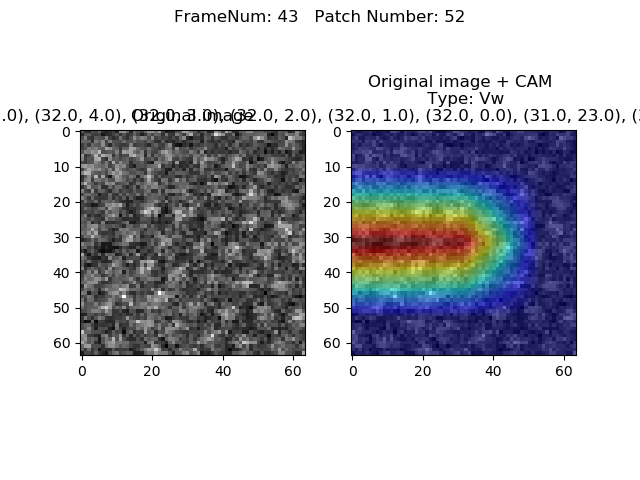 FrameNum: 43   Patch Number: 52
Original image + CAM
Type: Vw
.0), (32.0, 4.0), (32.0, 3.0), (32.0, 2.0), (32.0, 1.0), (32.0, 0.0), (31.0, 23.0), (3
Original image
0
10
20
30
40
50
60
0 20 40 60
0
10
20
30
40
50
60
0 20 40 60